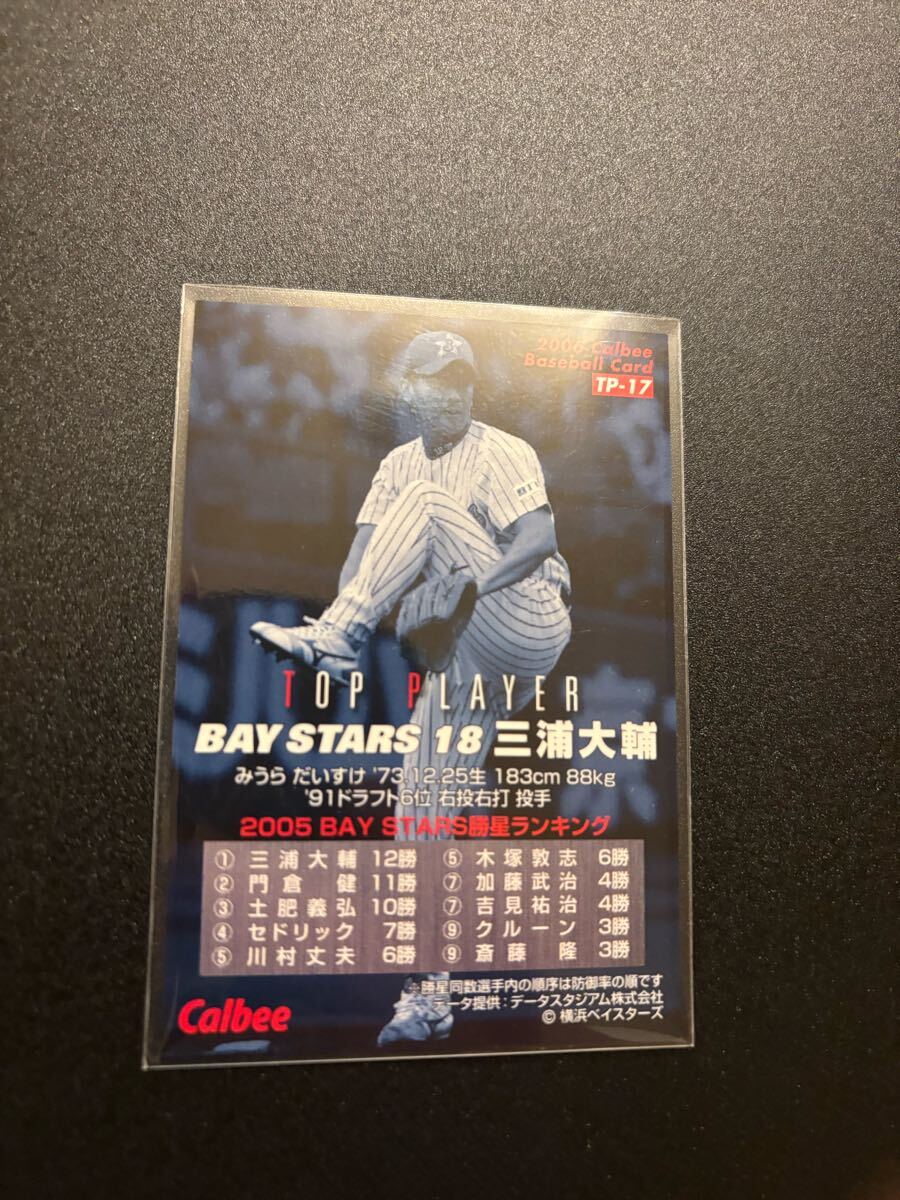 2006 Calbee
Baseball Card
TP-17
TOP PLAYER
BAY STARS 18 三浦大輔
みうら だいすけ '73.12.25生 183cm 88kg
'91ドラフト6位 右投右打 投手
2005 BAY STARS勝星ランキング
① 三浦大輔 12勝 ⑤ 木塚敦志 6勝
② 門倉 健 11勝 ⑦ 加藤武治 4勝
③ 土肥義弘 10勝 ⑦ 吉見祐治 4勝
④ セドリック 7勝 ⑨ クルーン 3勝
⑤ 川村丈夫 6勝 ⑨ 斎藤 隆 3勝
※勝星同数選手内の順序は防御率の順です
データ提供：データスタジアム株式会社
© 横浜ベイスターズ
Calbee